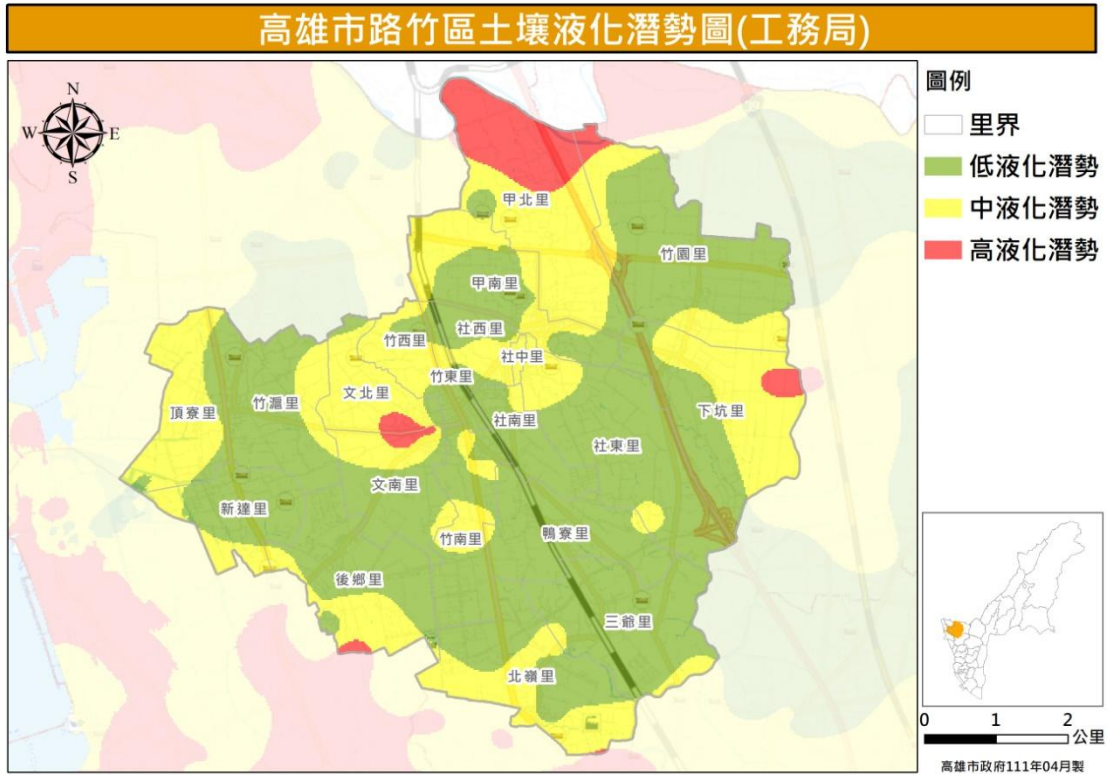 高雄市路竹區土壤液化潛勢圖(工務局)
圖例
里界
低液化潛勢
中液化潛勢
高液化潛勢
N
W
E
S
甲北里
竹園里
甲南里
社西里
竹西里
社中里
竹東里
文北里
竹滬里
頂寮里
下坑里
社南里
社東里
文南里
新達里
竹南里
鴨寮里
後鄉里
三爺里
北嶺里
0 1 2
公里
高雄市政府111年04月製